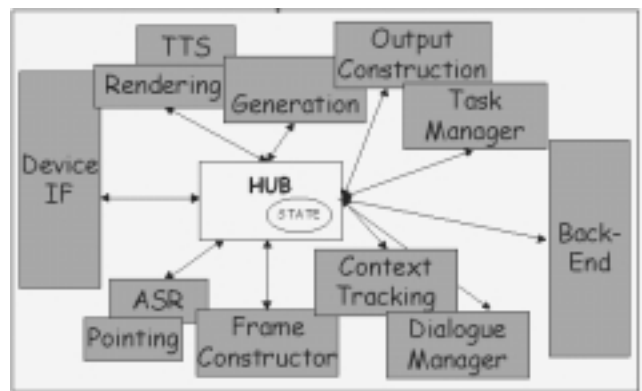 TTS
Rendering
Generation
Output
Construction
Task
Manager
Device
IF
HUB
STATE
Back-
End
Context
Tracking
Dialogue
Manager
ASR
Pointing
Frame
Constructor